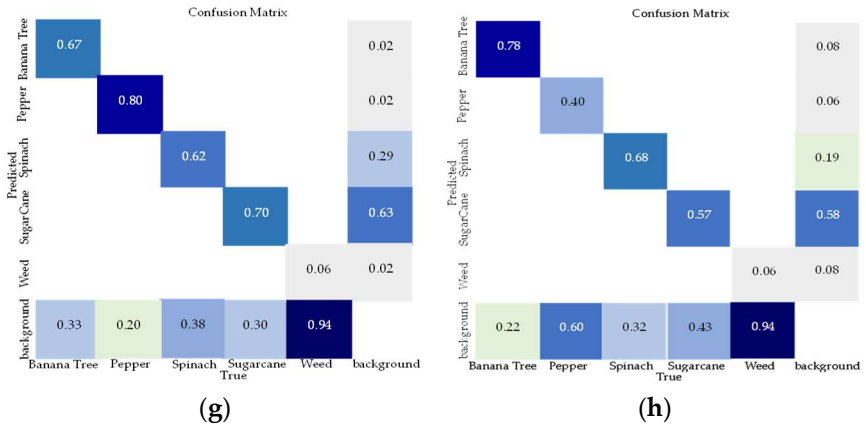 Confusion Matrix
Predicted
Banana Tree
Pepper
Spinach
SugarCane
Weed
background
0.67 0.02
0.80 0.02
0.62 0.29
0.70 0.63
0.06 0.02
0.33 0.20 0.38 0.30 0.94
Banana Tree Pepper Spinach Sugarcane Weed background
True
(g)
Confusion Matrix
Predicted
Banana Tree
Pepper
Spinach
SugarCane
Weed
background
0.78 0.08
0.40 0.06
0.68 0.19
0.57 0.58
0.06 0.08
0.22 0.60 0.32 0.43 0.94
Banana Tree Pepper Spinach Sugarcane Weed background
True
(h)